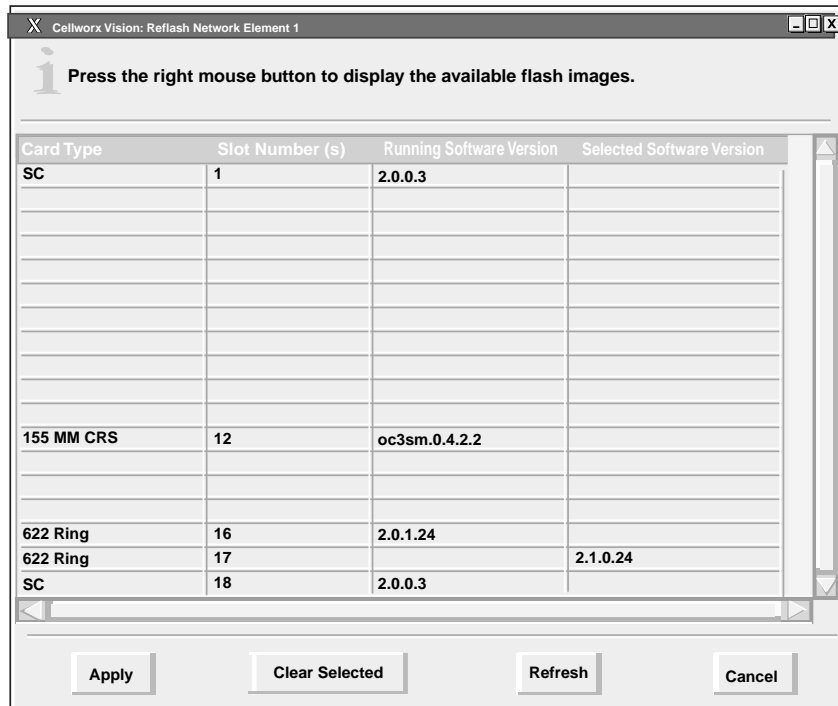 X Cellworx Vision: Reflash Network Element 1
i Press the right mouse button to display the available flash images.
Card Type Slot Number (s) Running Software Version Selected Software Version
SC 1 2.0.0.3
155 MM CRS 12 oc3sm.0.4.2.2
622 Ring 16 2.0.1.24
622 Ring 17 2.1.0.24
SC 18 2.0.0.3
Apply Clear Selected Refresh Cancel